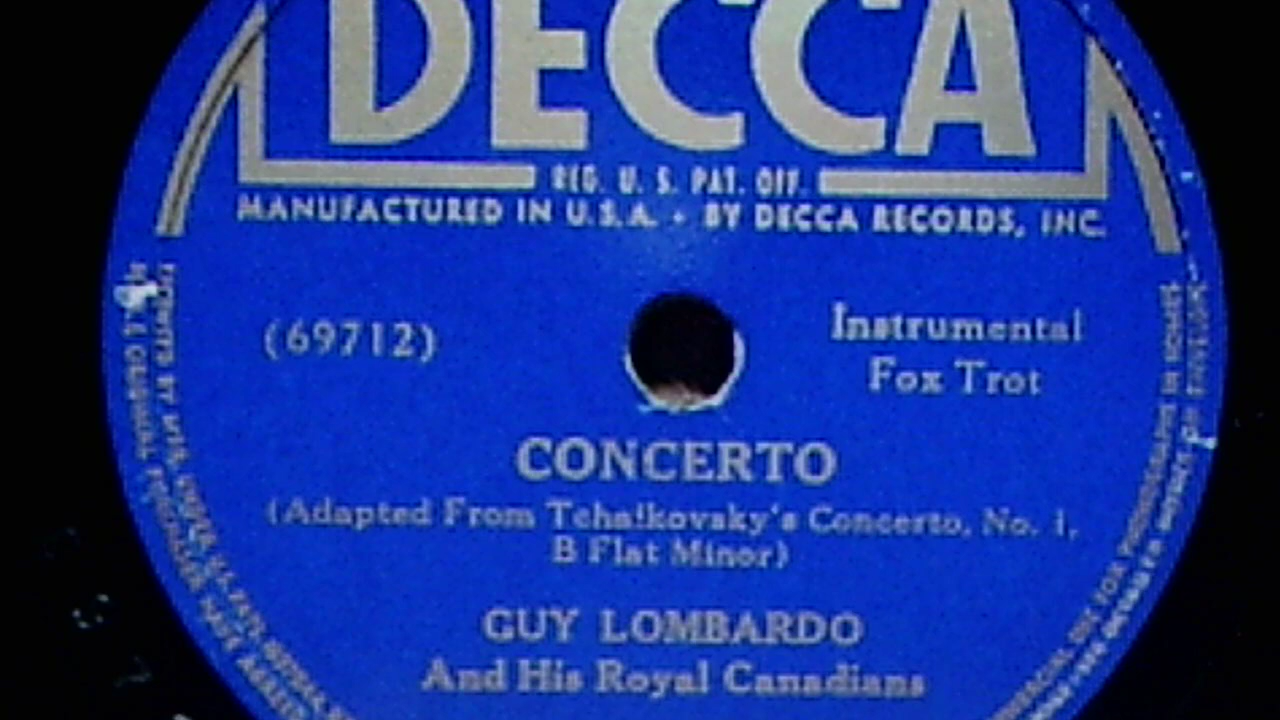 DECCA
REG. U. S. PAT. OFF.
MANUFACTURED IN U.S.A. • BY DECCA RECORDS, INC.
(69712)
Instrumental
Fox Trot
CONCERTO
(Adapted From Tchaikovsky's Concerto, No. 1,
B Flat Minor)
GUY LOMBARDO
And His Royal Canadians